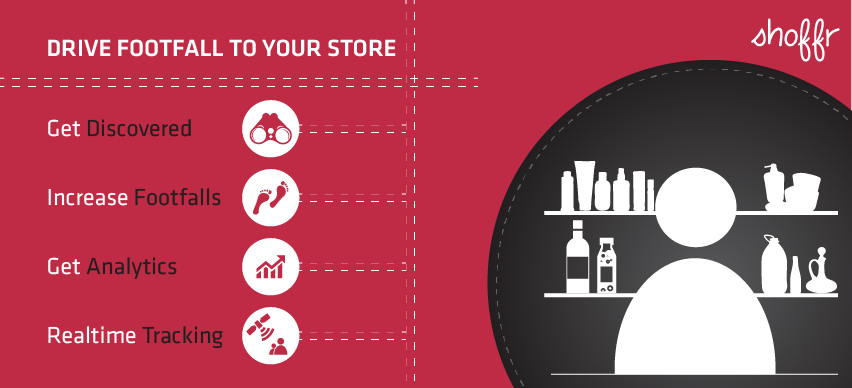 DRIVE FOOTFALL TO YOUR STORE
shoffr
Get Discovered
Increase Footfalls
Get Analytics
Realtime Tracking